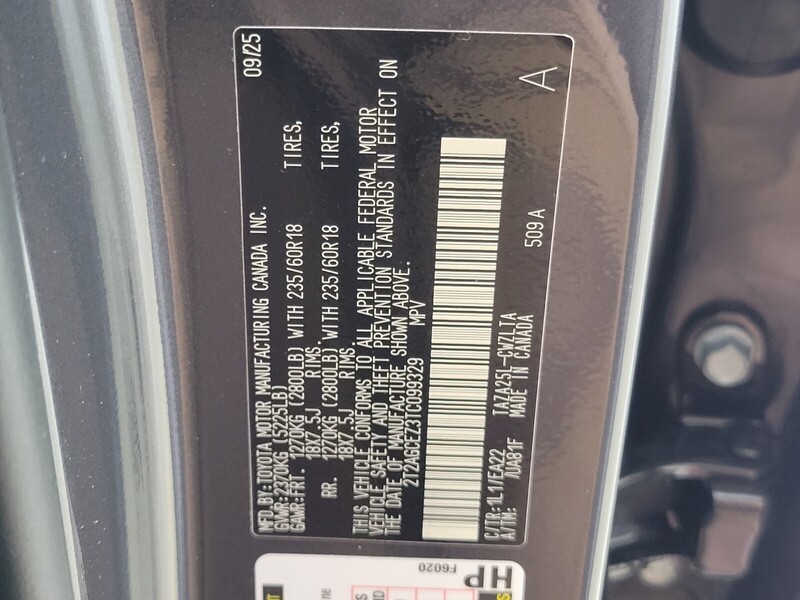 MFD.BY:TOYOTA MOTOR MANUFACTURING CANADA INC. 09/25
GVWR:2370KG(5225LB)
GAWR:FRT. 1270KG (2800LB) WITH 235/60R18 TIRES,
18X7.5J RIMS.
RR. 1270KG (2800LB) WITH 235/60R18 TIRES,
18X7.5J RIMS.
THIS VEHICLE CONFORMS TO ALL APPLICABLE FEDERAL MOTOR
VEHICLE SAFETY AND THEFT PREVENTION STANDARDS IN EFFECT ON
THE DATE OF MANUFACTURE SHOWN ABOVE.
2T2AGCEZ3TC099329 MPV
C/TR:1L1/EA22 TAZA25L-CWZLTA 509A A
A/TM: /UA81F MADE IN CANADA
HP
F6020